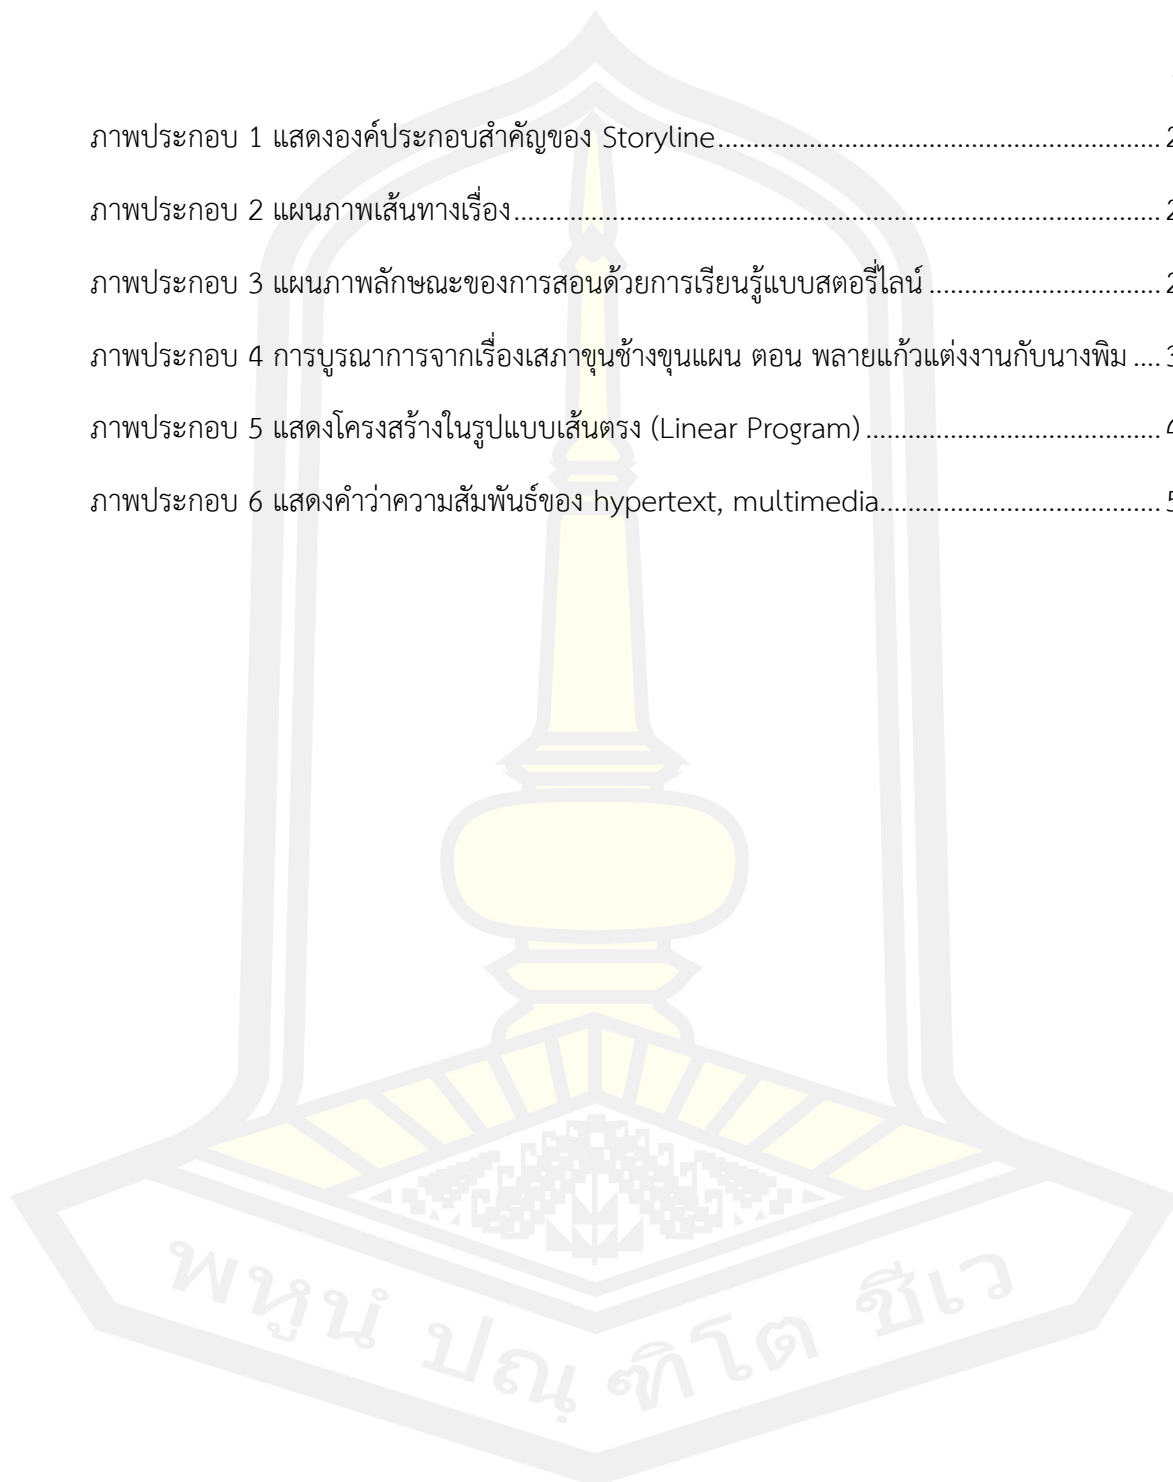 ภาพประกอบ 1 แสดงองค์ประกอบสำคัญของ Storyline.................................................................................. 2
ภาพประกอบ 2 แผนภาพเส้นทางเรื่อง........................................................................................................................ 2
ภาพประกอบ 3 แผนภาพลักษณะของการสอนด้วยการเรียนรู้แบบสตอรี่ไลน์ ........................................... 2
ภาพประกอบ 4 การบูรณาการจากเรื่องเสภาขุนช้างขุนแผน ตอน พลายแก้วแต่งงานกับนางพิม .... 3
ภาพประกอบ 5 แสดงโครงสร้างในรูปแบบเส้นตรง (Linear Program) ...................................................... 4
ภาพประกอบ 6 แสดงคำว่าความสัมพันธ์ของ hypertext, multimedia.................................................... 5
พหูนํ ปณฺฑิโต ชีเว